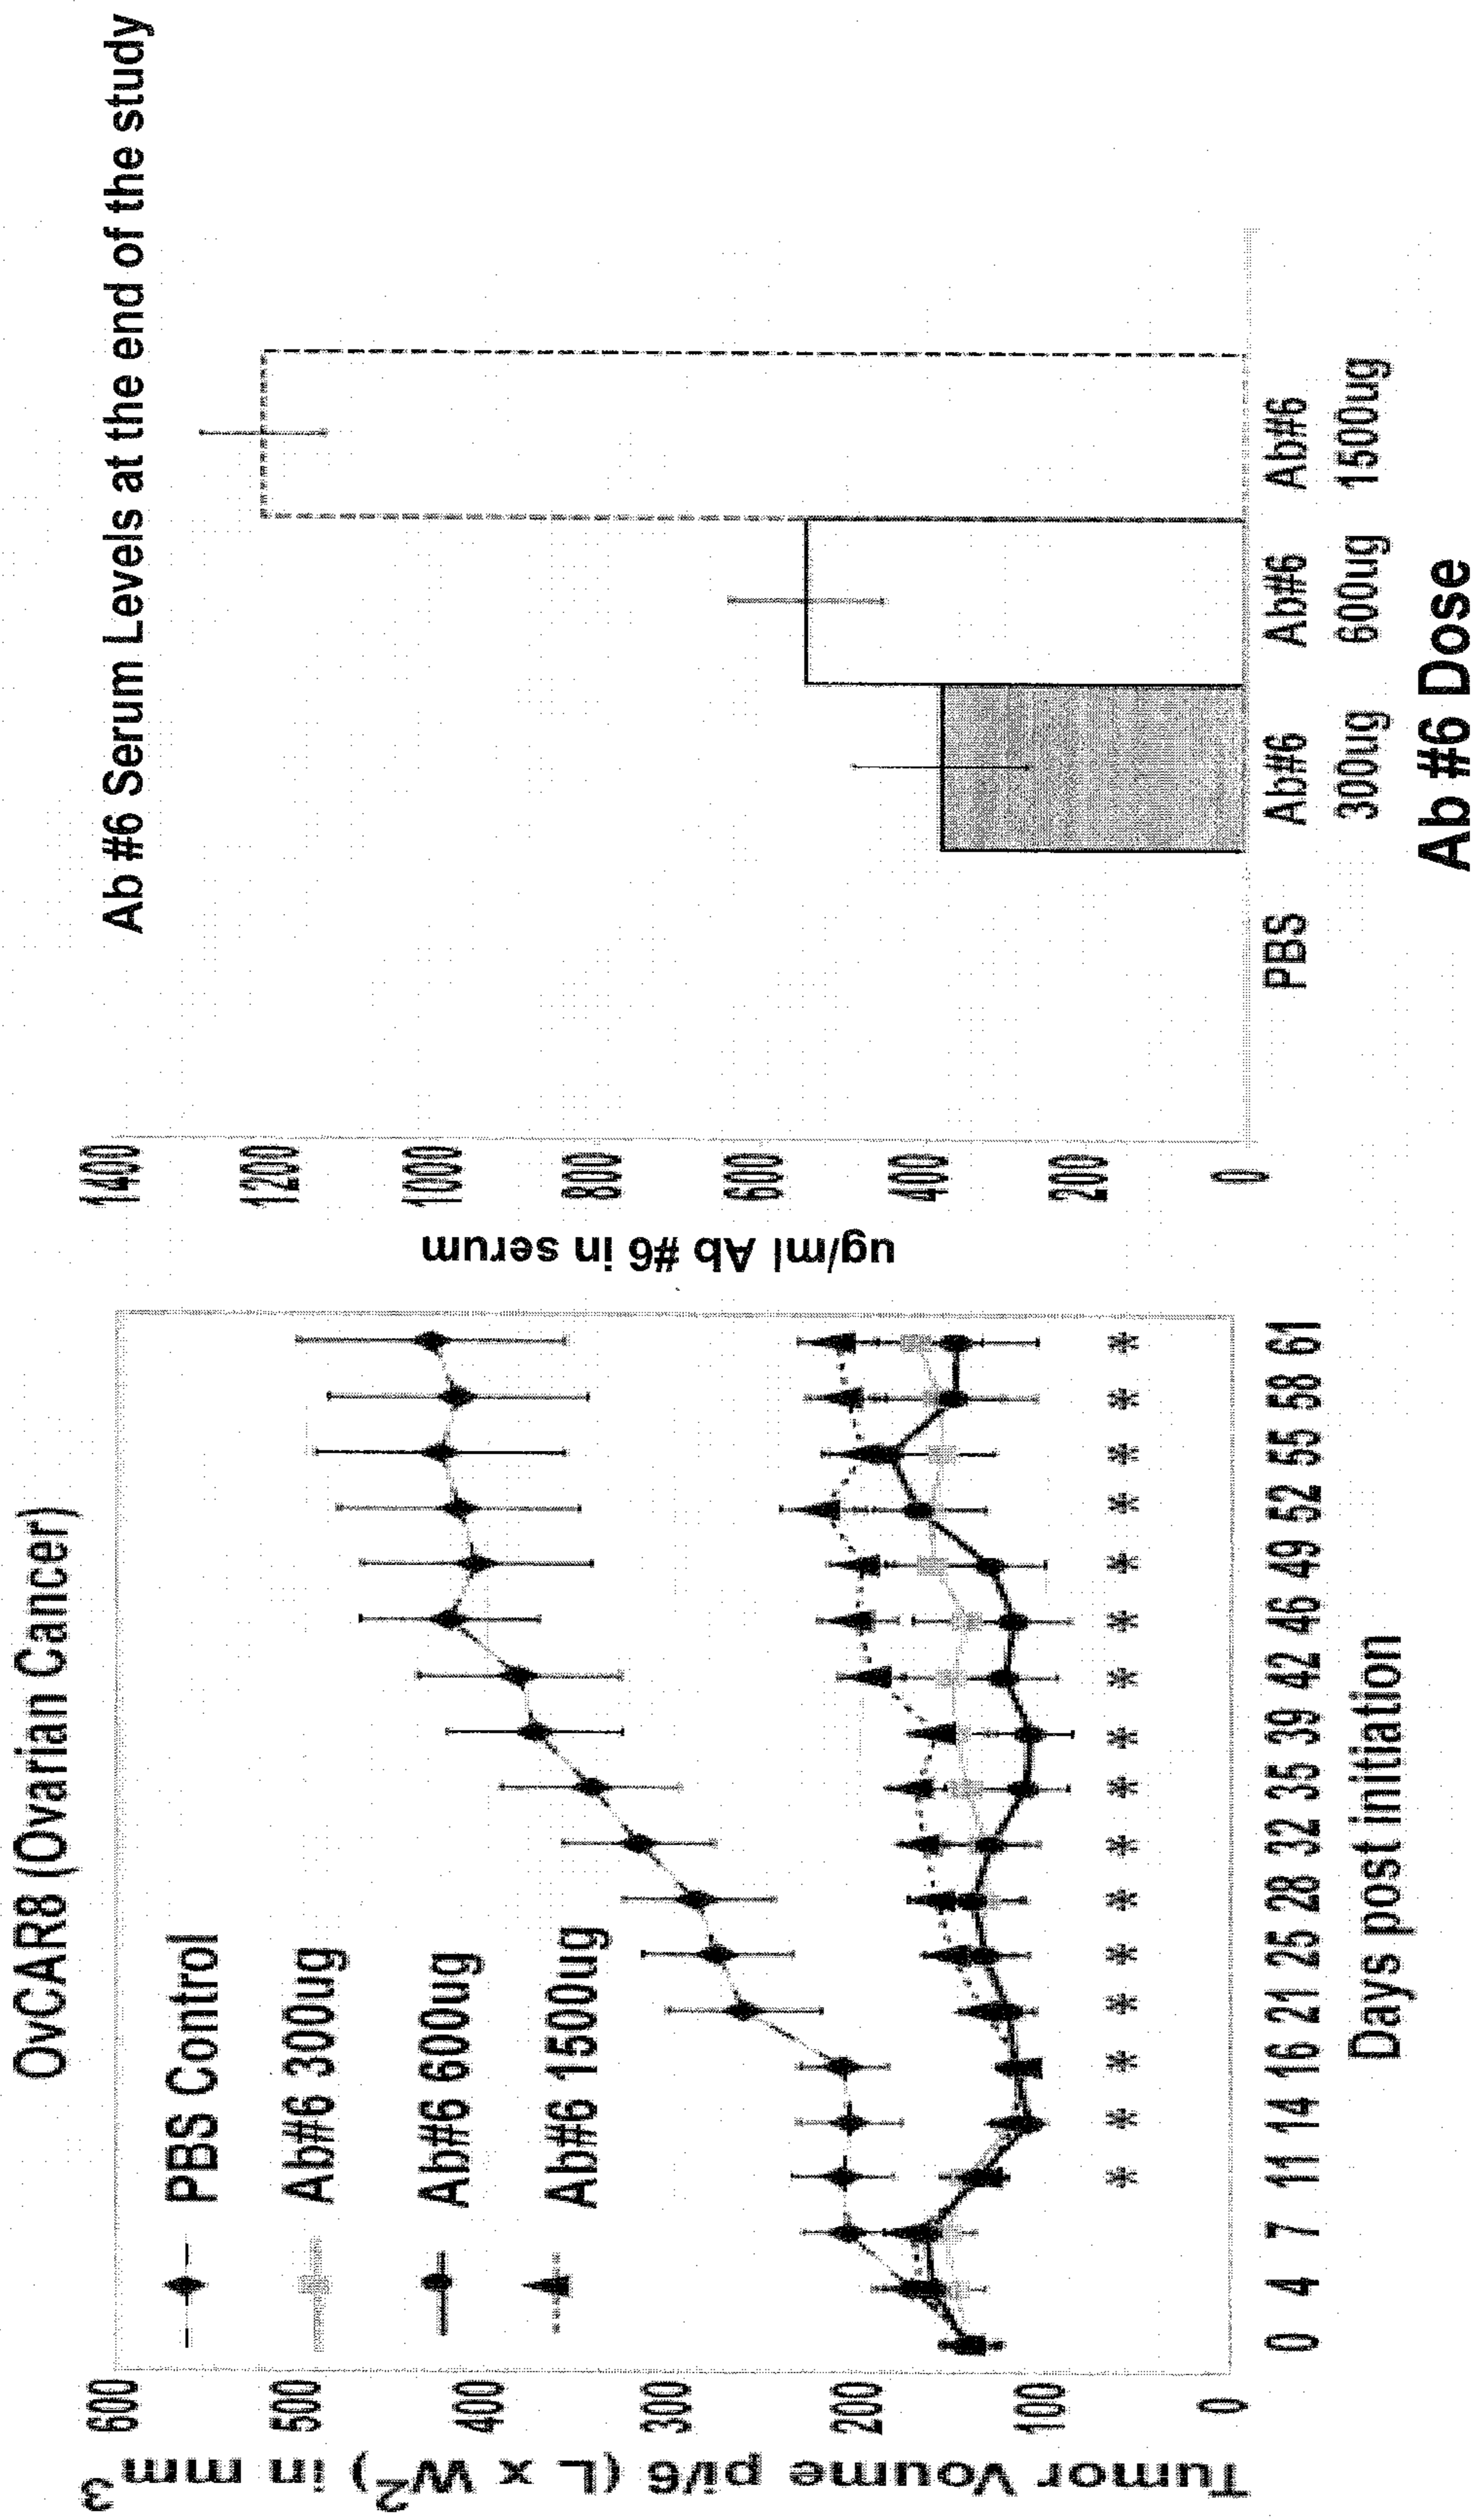 OvCAR8 (Ovarian Cancer)
Tumor Voume pi/6 (L x W²) in mm³
600
500
400
300
200
100
0
PBS Control
Ab#6 300ug
Ab#6 600ug
Ab#6 1500ug
* * * * * * * * * * * * * * * *
0 4 7 11 14 16 21 25 28 32 35 39 42 46 49 52 55 58 61
Days post initiation
Ab #6 Serum Levels at the end of the study
ug/ml Ab #6 in serum
1400
1200
1000
800
600
400
200
0
PBS Ab#6 Ab#6 Ab#6
300ug 600ug 1500ug
Ab #6 Dose